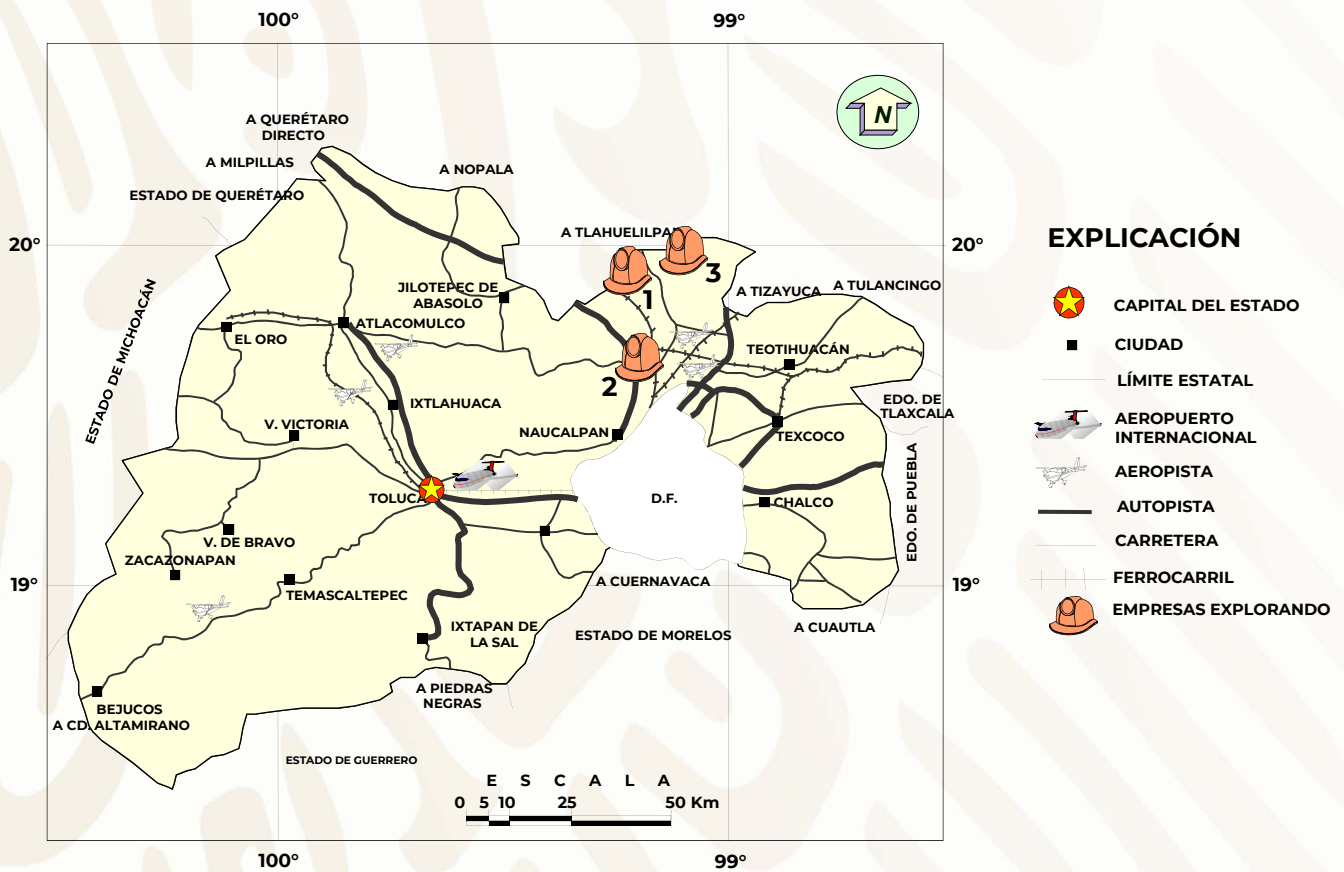 100°
99°
A QUERÉTARO
DIRECTO
A MILPILLAS
A NOPALA
ESTADO DE QUERÉTARO
N
20°
A TLAHUELILPAN
20°
EXPLICACIÓN
3
1
A TIZAYUCA
A TULANCINGO
JILOTEPEC DE
ABASOLO
ESTADO DE MICHOACÁN
ATLACOMULCO
EL ORO
TEOTIHUACÁN
2
IXTLAHUACA
V. VICTORIA
NAUCALPAN
TEXCOCO
EDO. DE
TLAXCALA
TOLUCA
D.F.
CHALCO
EDO. DE PUEBLA
V. DE BRAVO
ZACAZONAPAN
19°
TEMASCALTEPEC
A CUERNAVACA
19°
IXTAPAN DE
LA SAL
ESTADO DE MORELOS
A CUAUTLA
A PIEDRAS
NEGRAS
BEJUCOS
A CD. ALTAMIRANO
ESTADO DE GUERRERO
E S C A L A
0 5 10 25 50 Km
100°
99°
CAPITAL DEL ESTADO
CIUDAD
LÍMITE ESTATAL
AEROPUERTO
INTERNACIONAL
AEROPISTA
AUTOPISTA
CARRETERA
FERROCARRIL
EMPRESAS EXPLORANDO